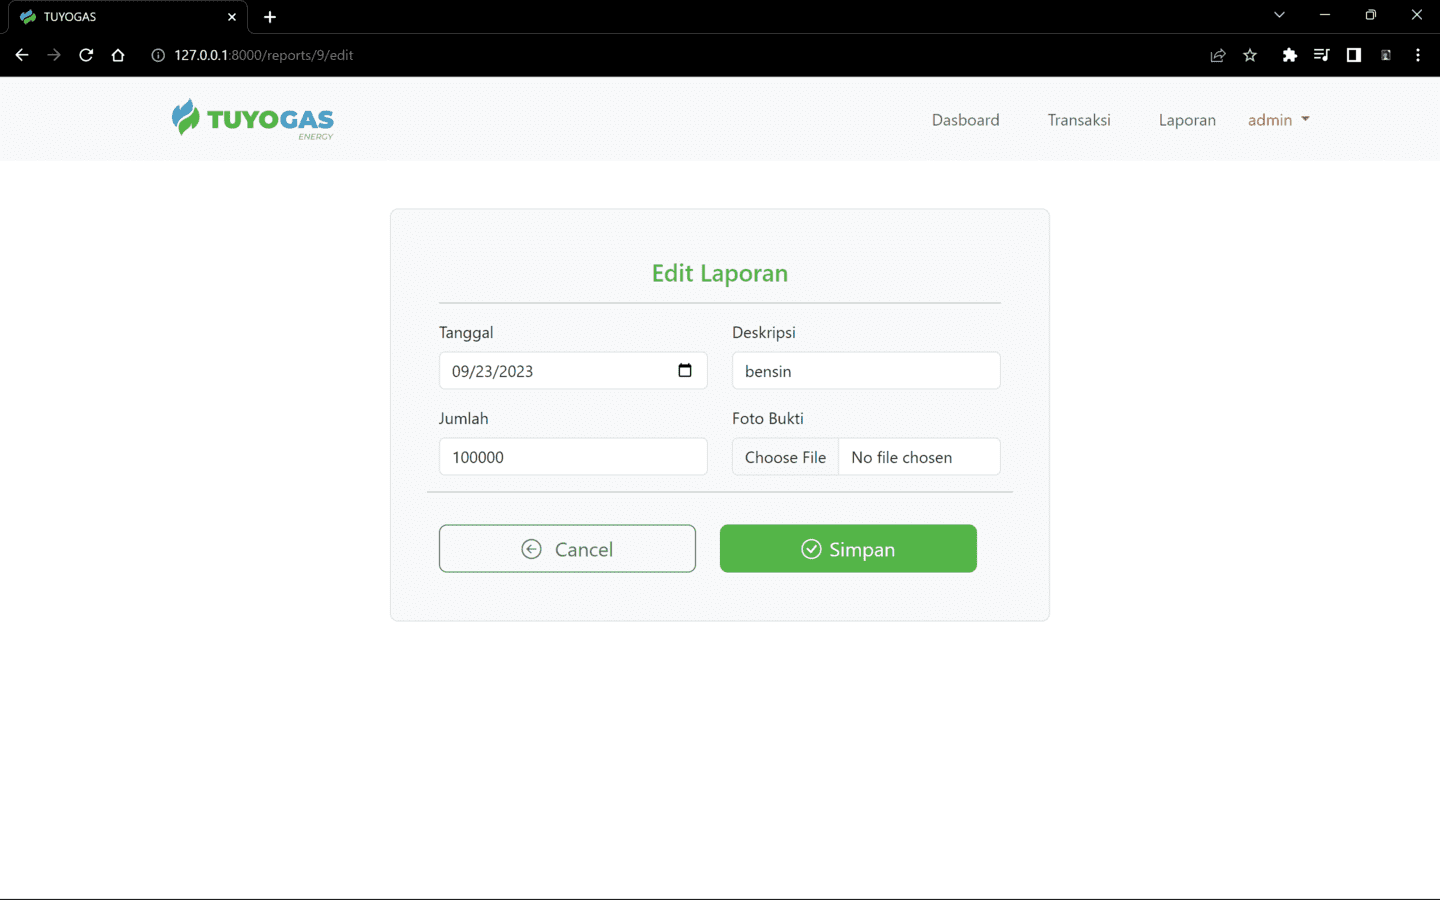 TUYOGAS
127.0.0.1:8000/reports/9/edit
TUYOGAS
ENERGY
Dasboard Transaksi Laporan admin
Edit Laporan
Tanggal Deskripsi
09/23/2023 bensin
Jumlah Foto Bukti
100000 Choose File No file chosen
Cancel Simpan